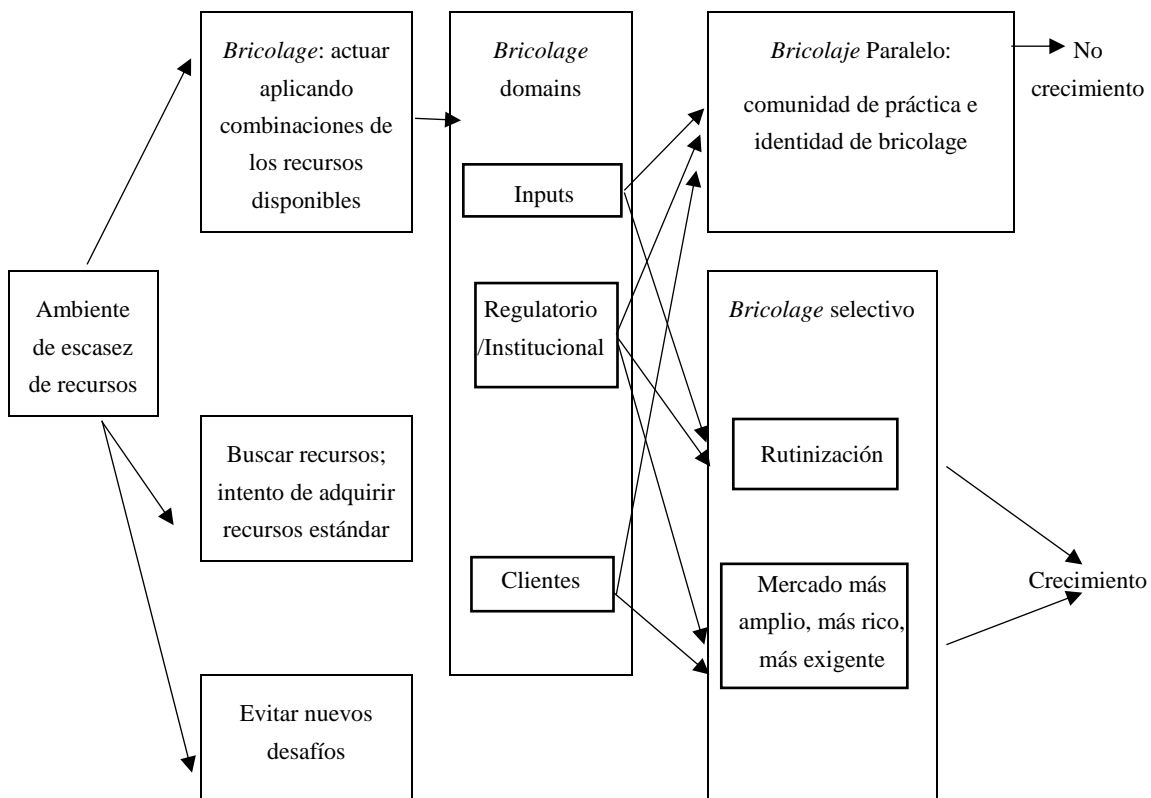 Ambiente
de escasez
de recursos
Bricolage: actuar
aplicando
combinaciones de
los recursos
disponibles
Buscar recursos;
intento de adquirir
recursos estándar
Evitar nuevos
desafíos
Bricolage
domains
Inputs
Regulatorio
/Institucional
Clientes
Bricolaje Paralelo:
comunidad de práctica e
identidad de bricolage
Bricolage selectivo
Rutinización
Mercado más
amplio, más rico,
más exigente
No
crecimiento
Crecimiento